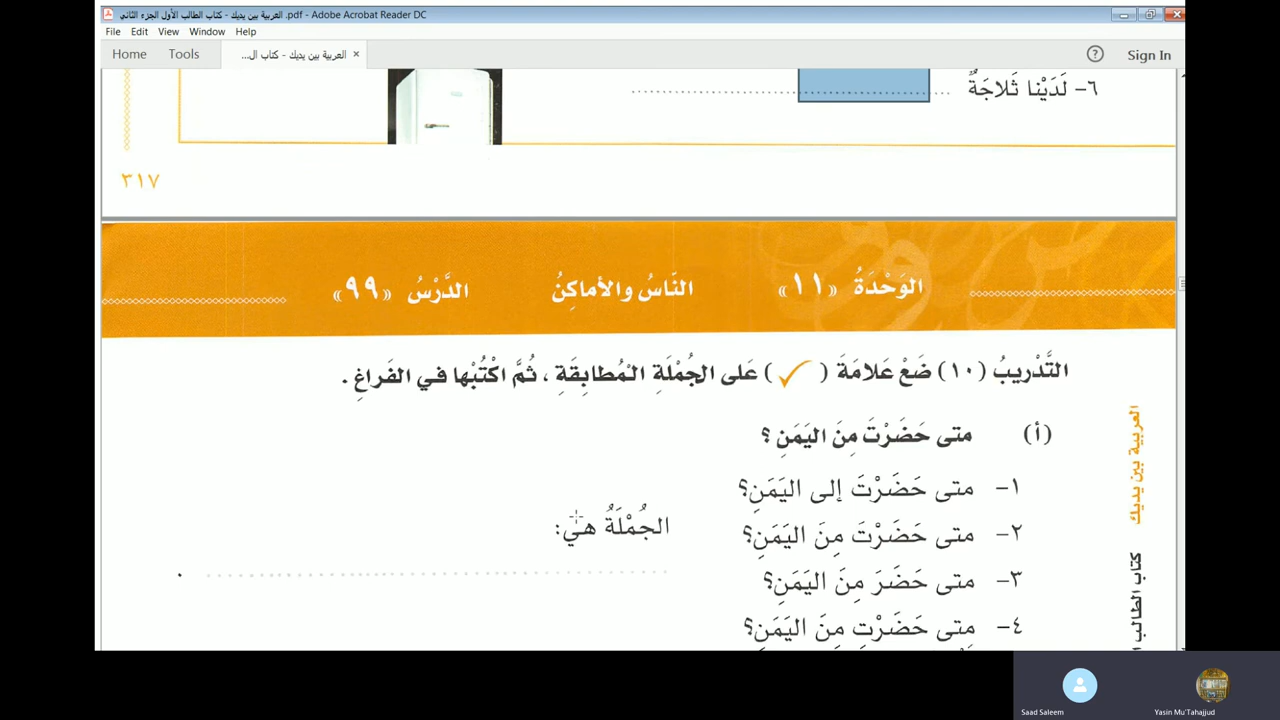 العربية بين يديك - كتاب الطالب الأول الجزء الثاني .pdf - Adobe Acrobat Reader DC
File Edit View Window Help
Home Tools العربية بين يديك - كتاب ال... × Sign In
٦- لَدَيْنا ثَلاجَةٌ
٣١٧
الوَحْدَةُ «١١» النَّاسُ والأماكِنُ الدَّرْسُ «٩٩»
التَّدْريبُ (١٠) ضَعْ عَلامَةَ (✓) عَلى الجُمْلَةِ المُطابِقَةِ ، ثُمَّ اكْتُبْها في الفَراغِ .
(أ) متى حَضَرْتَ مِنَ اليَمَنِ ؟
١- متى حَضَرْتَ إلى اليَمَنِ؟
٢- متى حَضَرْتَ مِنَ اليَمَنِ؟
٣- متى حَضَرَ مِنَ اليَمَنِ؟
٤- متى حَضَرْتِ مِنَ اليَمَنِ؟
الجُمْلَةُ هيَ:
العربية بين يديك
كتاب الطالب
Saad Saleem
Yasin Mu`Tahajjud